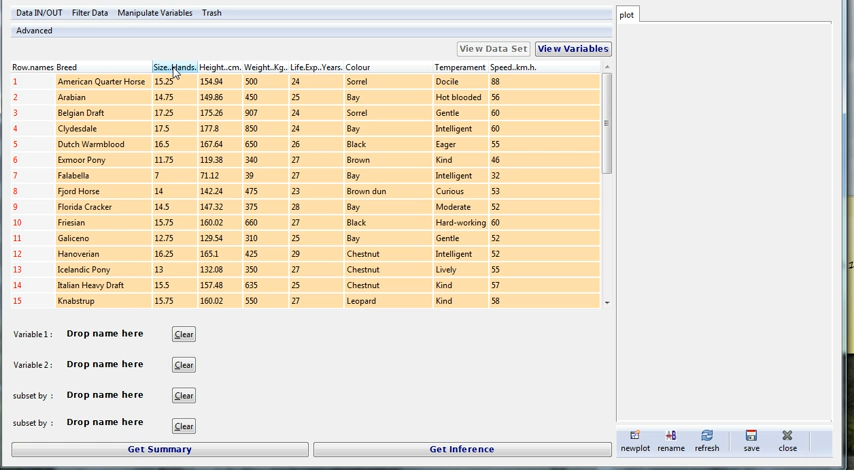 Data IN/OUT Filter Data Manipulate Variables Trash
plot
Advanced
View Data Set View Variables
Row.names Breed Size..Hands. Height..cm. Weight..Kg.. Life.Exp..Years. Colour Temperament Speed..km.h.
1 American Quarter Horse 15.25 154.94 500 24 Sorrel Docile 88
2 Arabian 14.75 149.86 450 25 Bay Hot blooded 56
3 Belgian Draft 17.25 175.26 907 24 Sorrel Gentle 60
4 Clydesdale 17.5 177.8 850 24 Bay Intelligent 60
5 Dutch Warmblood 16.5 167.64 650 26 Black Eager 55
6 Exmoor Pony 11.75 119.38 340 27 Brown Kind 46
7 Falabella 7 71.12 39 27 Bay Intelligent 32
8 Fjord Horse 14 142.24 475 23 Brown dun Curious 53
9 Florida Cracker 14.5 147.32 375 28 Bay Moderate 52
10 Friesian 15.75 160.02 660 27 Black Hard-working 60
11 Galiceno 12.75 129.54 310 25 Bay Gentle 52
12 Hanoverian 16.25 165.1 425 29 Chestnut Intelligent 52
13 Icelandic Pony 13 132.08 350 27 Chestnut Lively 55
14 Italian Heavy Draft 15.5 157.48 635 25 Chestnut Kind 57
15 Knabstrup 15.75 160.02 550 27 Leopard Kind 58
Variable 1 : Drop name here Clear
Variable 2 : Drop name here Clear
subset by : Drop name here Clear
subset by : Drop name here Clear
Get Summary Get Inference
newplot rename refresh save close